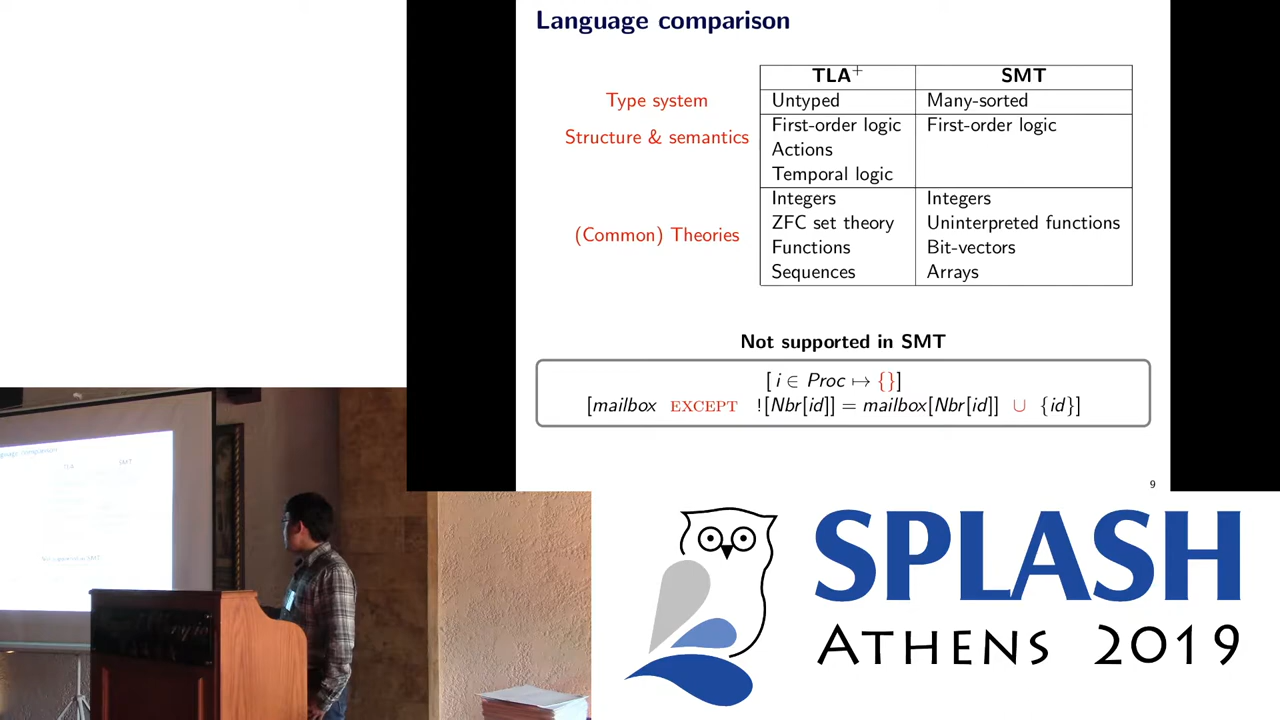 Language comparison
TLA+ SMT
Type system Untyped Many-sorted
Structure & semantics First-order logic First-order logic
Actions
Temporal logic
Integers Integers
ZFC set theory Uninterpreted functions
(Common) Theories Functions Bit-vectors
Sequences Arrays
Not supported in SMT
[ i ∈ Proc ↦ {}]
[mailbox EXCEPT ![Nbr[id]] = mailbox[Nbr[id]] ∪ {id}]
9
SPLASH
ATHENS 2019